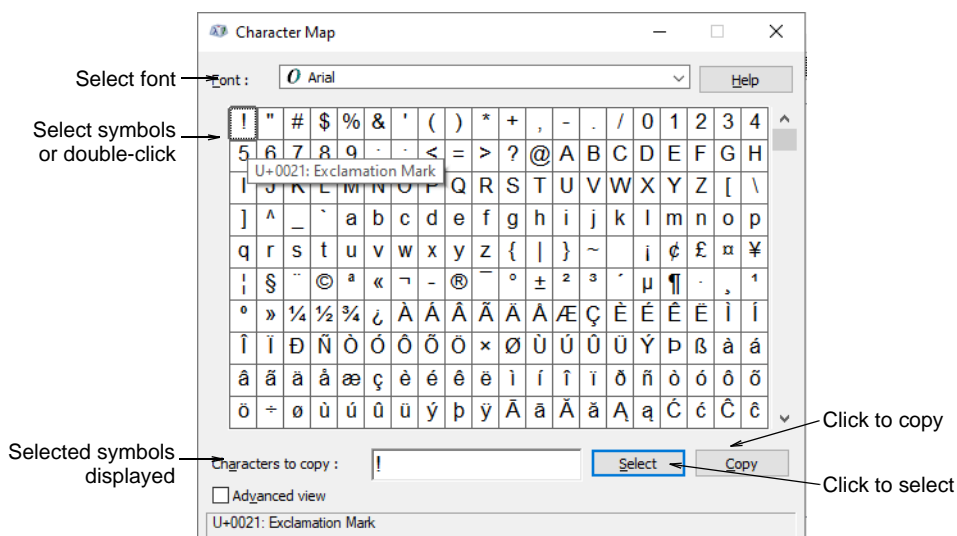 Character Map
Select font
Font :
O Arial
Help
Select symbols
or double-click
! " # $ % & ' ( ) * + , - . / 0 1 2 3 4
5 6 7 8 9 : ; < = > ? @ A B C D E F G H
U+0021: Exclamation Mark
I J K L M N O P Q R S T U V W X Y Z [ \
] ^ _ ` a b c d e f g h i j k l m n o p
q r s t u v w x y z { | } ~ ¡ ¢ £ ¤ ¥
¦ § ¨ © ª « ¬ - ® ¯ ° ± ² ³ ´ µ ¶ · ¸ ¹
º » ¼ ½ ¾ ¿ À Á Â Ã Ä Å Æ Ç È É Ê Ë Ì Í
Î Ï Ð Ñ Ò Ó Ô Õ Ö × Ø Ù Ú Û Ü Ý Þ ß à á
â ã ä å æ ç è é ê ë ì í î ï ð ñ ò ó ô õ
ö ÷ ø ù ú û ü ý þ ÿ Ā ā Ă ă Ą ą Ć ć Ĉ ĉ
Click to copy
Selected symbols
displayed
Characters to copy :
!
Select
Copy
Click to select
Advanced view
U+0021: Exclamation Mark